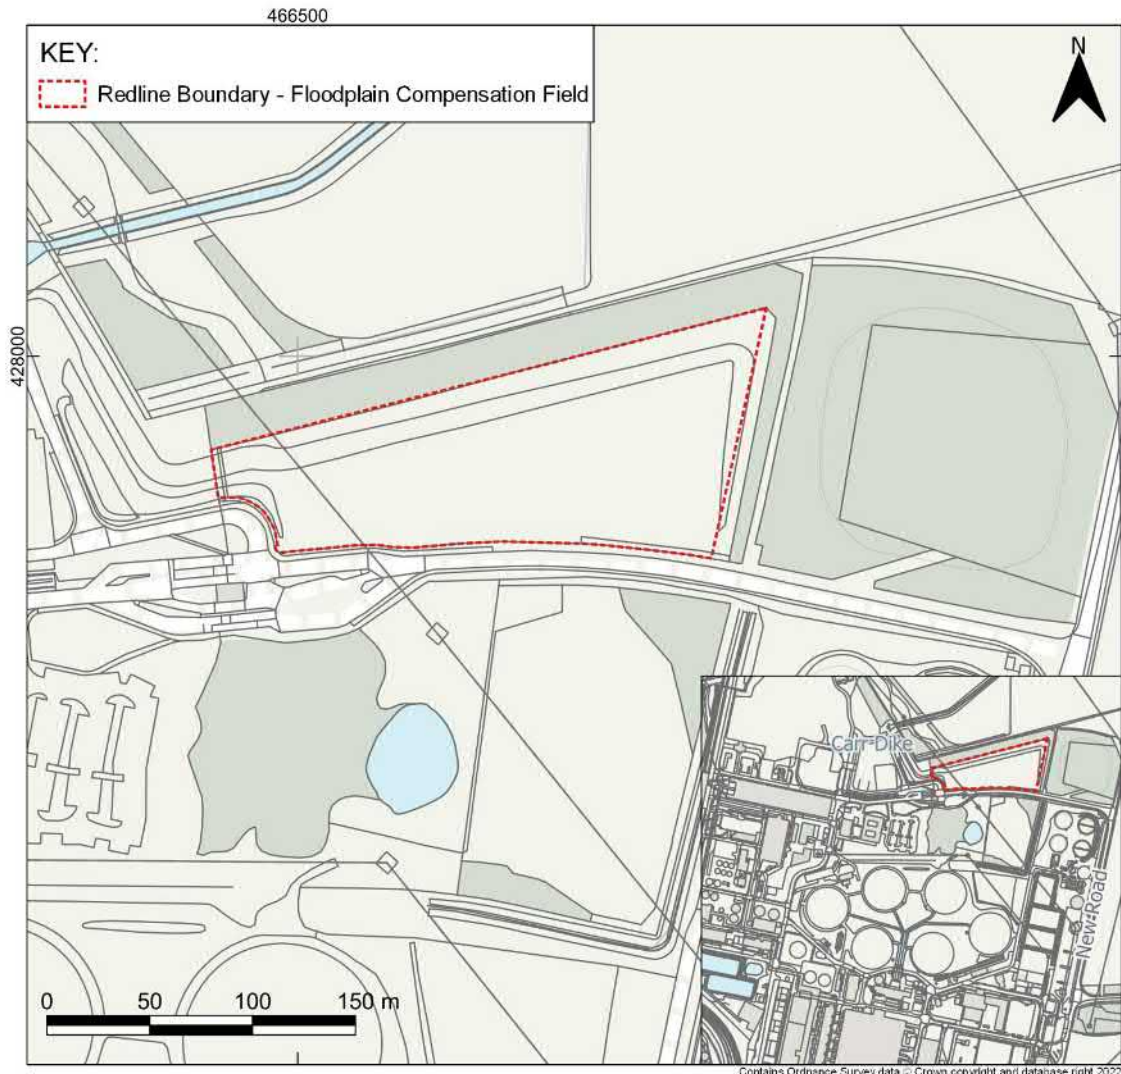 466500
KEY:
Redline Boundary - Floodplain Compensation Field
N
428000
Carr Dike
New Road
0 50 100 150 m
Contains Ordnance Survey data © Crown copyright and database right 2022